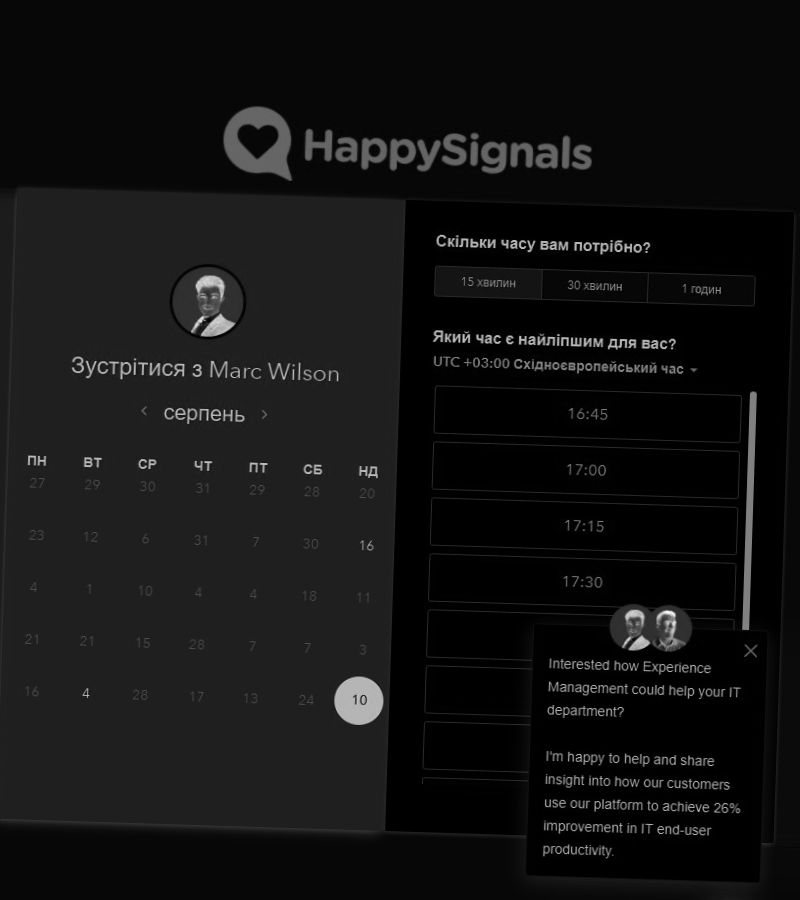 HappySignals
Зустрітися з Marc Wilson
серпень
ПН ВТ СР ЧТ ПТ СБ НД
27 29 30 31 29 28 20
23 12 6 31 7 30 16
4 1 10 4 4 18 11
21 21 15 28 7 7 3
16 4 28 17 13 24 10
Скільки часу вам потрібно?
15 хвилин 30 хвилин 1 годин
Який час є найліпшим для вас?
UTC +03:00 Східноєвропейський час
16:45
17:00
17:15
17:30
Interested how Experience
Management could help your IT
department?
I'm happy to help and share
insight into how our customers
use our platform to achieve 26%
improvement in IT end-user
productivity.